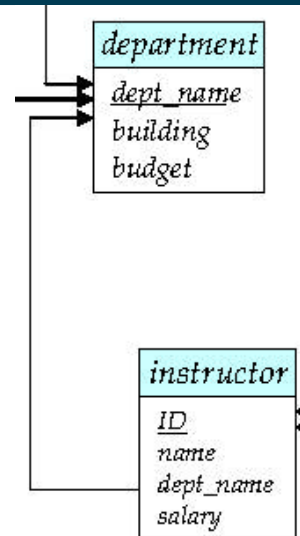 department
dept_name
building
budget
instructor
ID
name
dept_name
salary